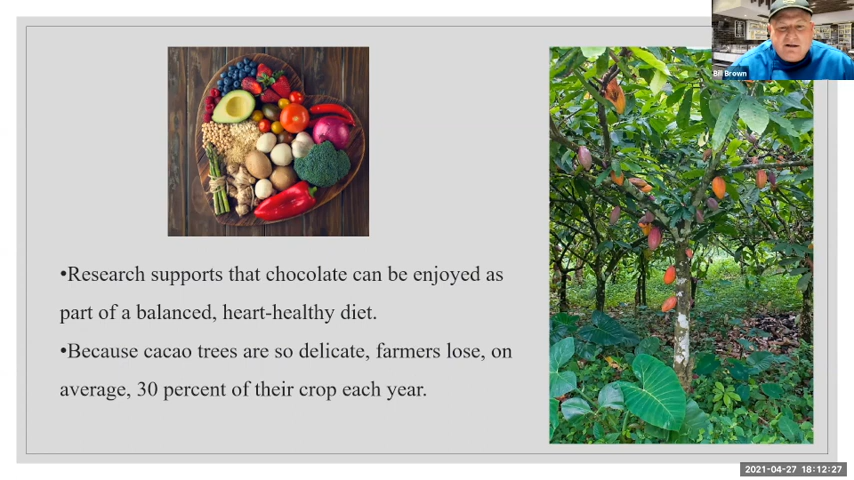 Bill Brown
•Research supports that chocolate can be enjoyed as
part of a balanced, heart-healthy diet.
•Because cacao trees are so delicate, farmers lose, on
average, 30 percent of their crop each year.
2021-04-27 18:12:27